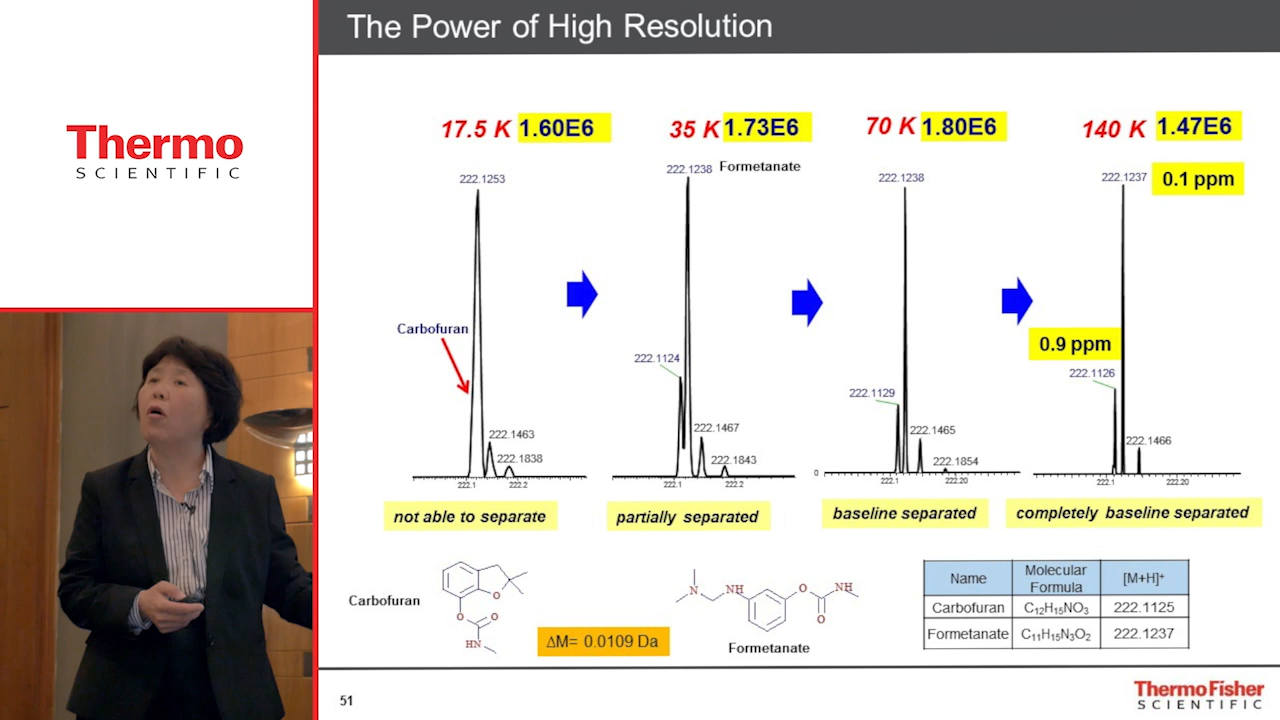 The Power of High Resolution
Thermo
SCIENTIFIC
17.5 K 1.60E6
35 K 1.73E6
70 K 1.80E6
140 K 1.47E6
222.1253
222.1238 Formetanate
222.1238
222.1237
0.1 ppm
Carbofuran
222.1463
222.1838
222.1
222.2
222.1124
222.1467
222.1843
222.1
222.2
222.1129
222.1465
222.1854
0
222.1
222.20
0.9 ppm
222.1126
222.1466
222.1
222.20
not able to separate
partially separated
baseline separated
completely baseline separated
Carbofuran
O
O
O
HN
ΔM= 0.0109 Da
N
NH
O
NH
O
Formetanate
Name Molecular Formula [M+H]+
Carbofuran C12H15NO3 222.1125
Formetanate C11H15N3O2 222.1237
51
ThermoFisher
SCIENTIFIC